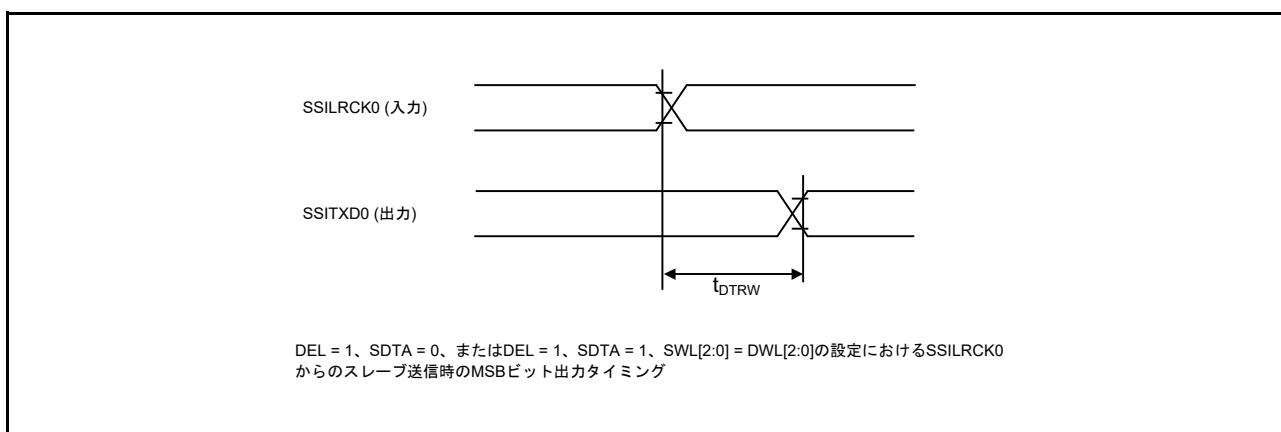 SSILRCK0 (入力)
SSITXD0 (出力)
tDTRW
DEL = 1、SDTA = 0、またはDEL = 1、SDTA = 1、SWL[2:0] = DWL[2:0]の設定におけるSSILRCK0
からのスレーブ送信時のMSBビット出力タイミング